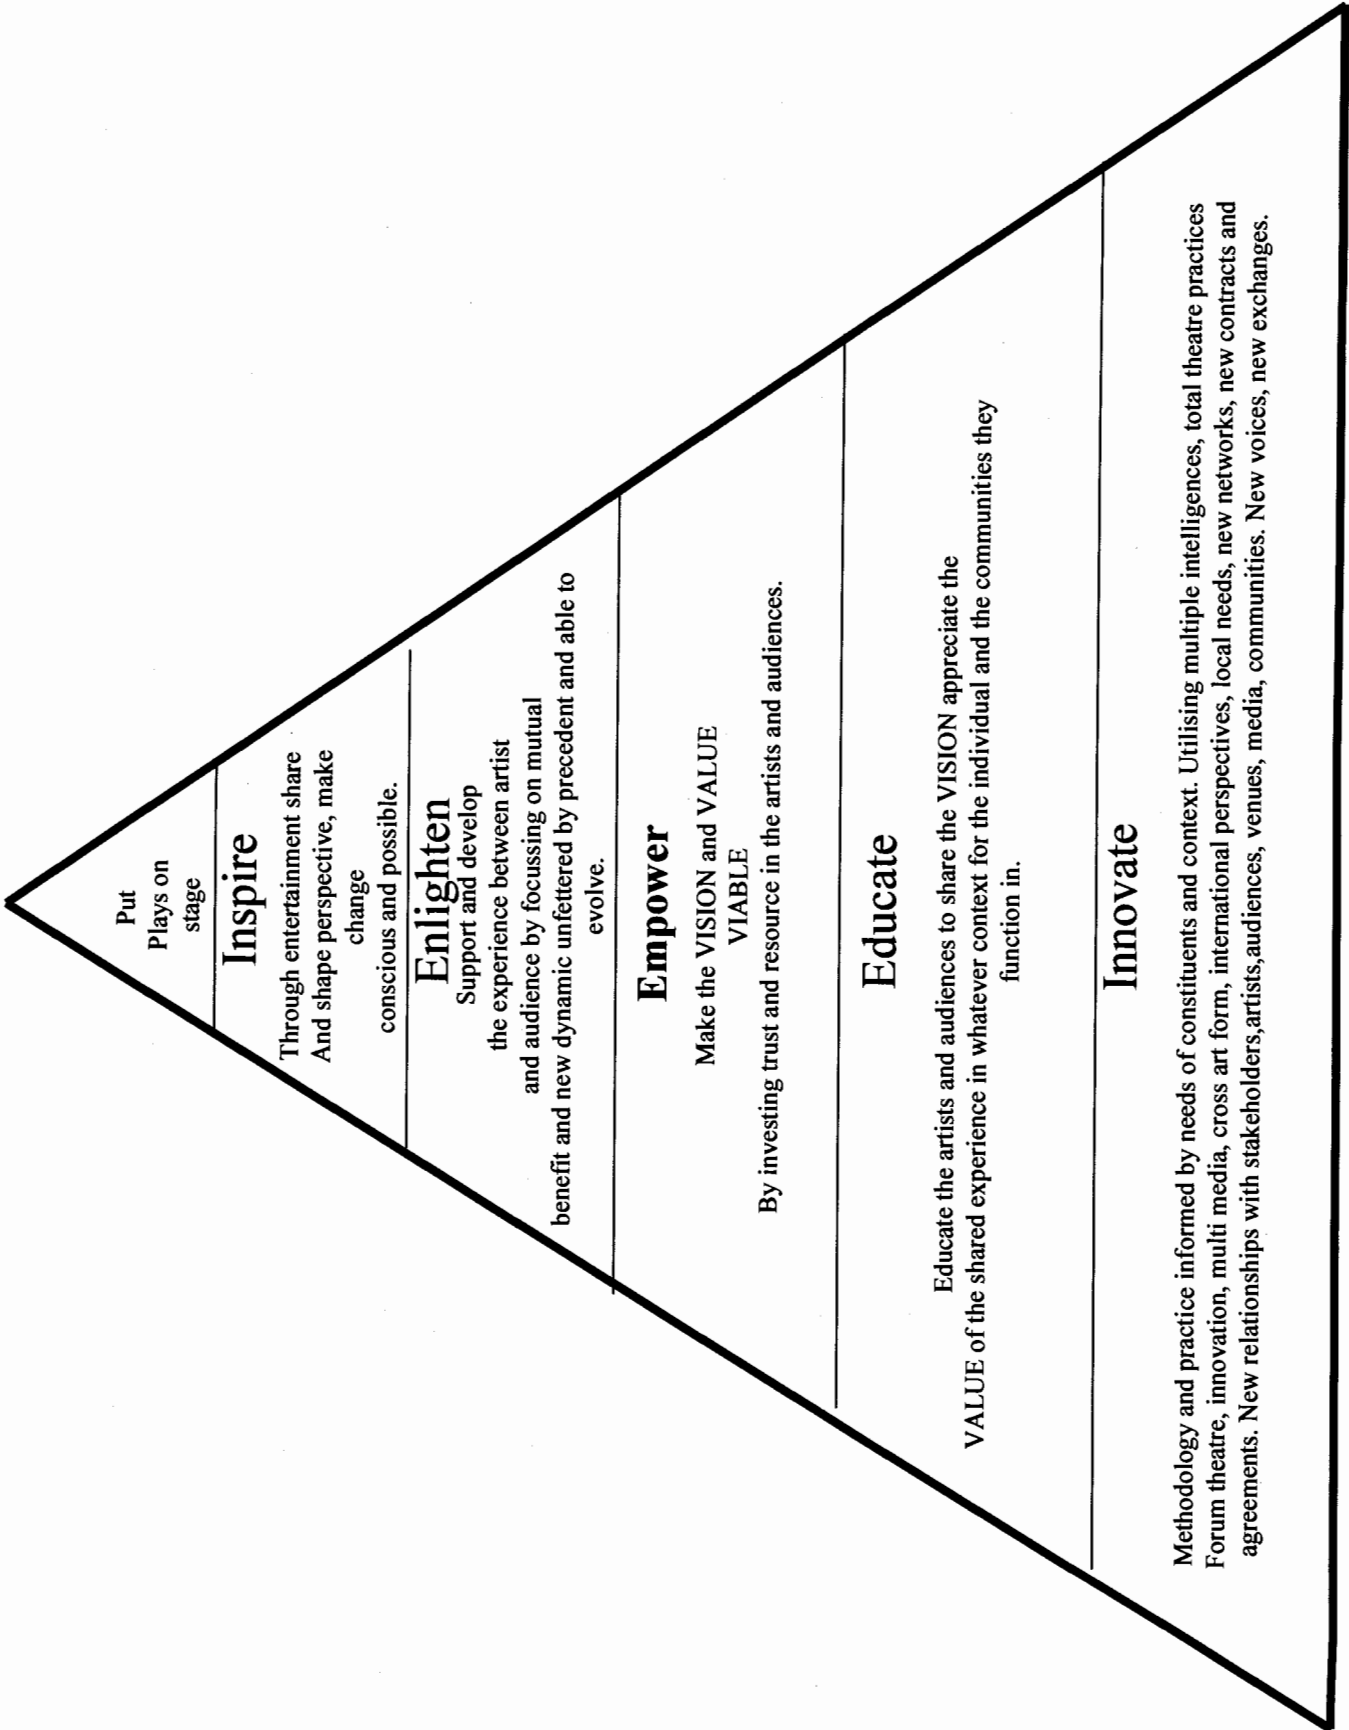 Put
Plays on
stage
Inspire
Through entertainment share
And shape perspective, make
change
conscious and possible.
Enlighten
Support and develop
the experience between artist
and audience by focussing on mutual
benefit and new dynamic unfettered by precedent and able to
evolve.
Empower
Make the VISION and VALUE
VIABLE
By investing trust and resource in the artists and audiences.
Educate
Educate the artists and audiences to share the VISION appreciate the
VALUE of the shared experience in whatever context for the individual and the communities they
function in.
Innovate
Methodology and practice informed by needs of constituents and context. Utilising multiple intelligences, total theatre practices
Forum theatre, innovation, multi media, cross art form, international perspectives, local needs, new networks, new contracts and
agreements. New relationships with stakeholders,artists,audiences, venues, media, communities. New voices, new exchanges.